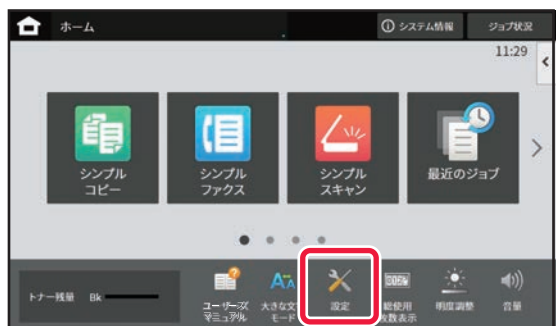 ホーム
システム情報
ジョブ状況
11:29
シンプル
コピー
シンプル
ファクス
シンプル
スキャン
最近のジョブ
トナー残量 Bk
ユーザーズ
マニュアル
大きな文字
モード
設定
総使用
枚数表示
明度調整
音量